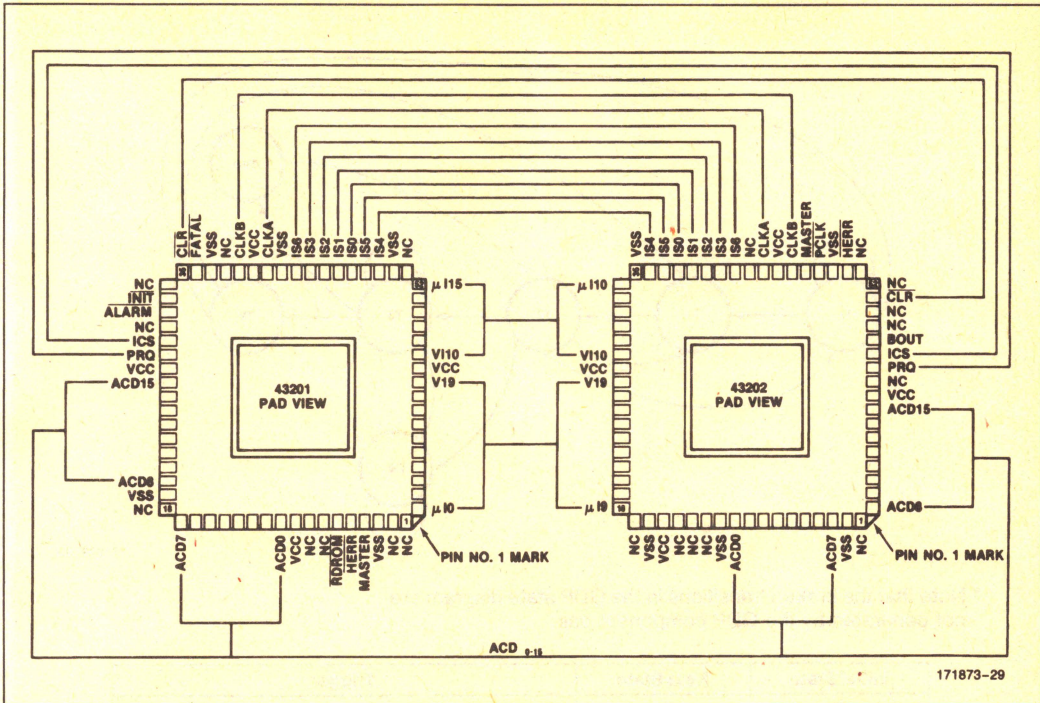 CLR
FATAL
VSS
NC
CLKB
VCC
CLKA
VSS
IS6
IS3
IS2
IS1
IS0
IS5
IS4
VSS
NC
NC
INIT
ALARM
NC
ICS
PRQ
VCC
ACD15
ACD8
VSS
NC
18
1
43201
PAD VIEW
μI15
VI10
VCC
V19
μI0
PIN NO. 1 MARK
ACD7
ACD0
VCC
NC
NC
RDROM
HERR
MASTER
VSS
NC
NC
VSS
IS4
IS5
IS0
IS1
IS2
IS3
IS6
NC
CLKA
VCC
CLKB
MASTER
PCLK
VSS
HERR
NC
μI10
VI10
VCC
V19
μI9
43202
PAD VIEW
1
NC
CLR
NC
NC
BOUT
ICS
PRQ
NC
VCC
ACD15
ACD8
PIN NO. 1 MARK
NC
VSS
VCC
NC
NC
NC
VSS
ACD0
ACD7
VSS
NC
ACD 0-15
171873-29